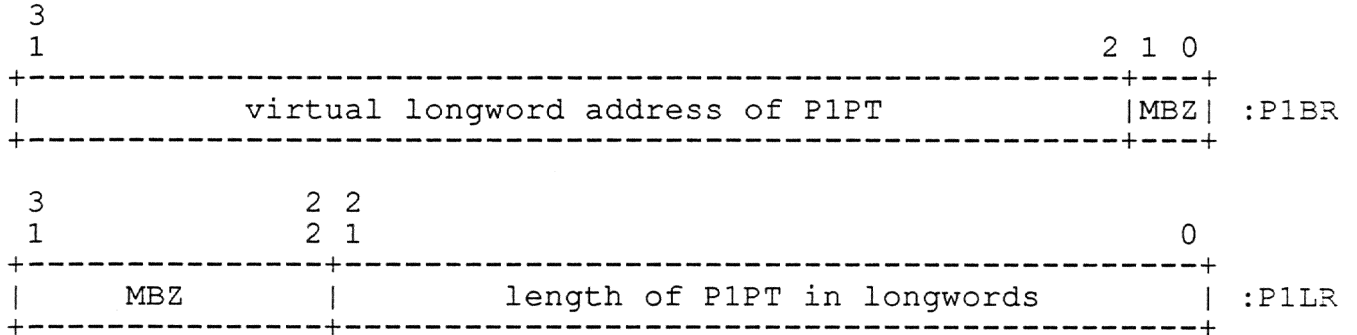 3
1 2 1 0
+---------------------------------------------------------------------+---+
| virtual longword address of P1PT |MBZ| :P1BR
+---------------------------------------------------------------------+---+
3 2 2
1 2 1 0
+-------------------+-----------------------------------------------------+
| MBZ | length of P1PT in longwords | :P1LR
+-------------------+-----------------------------------------------------+